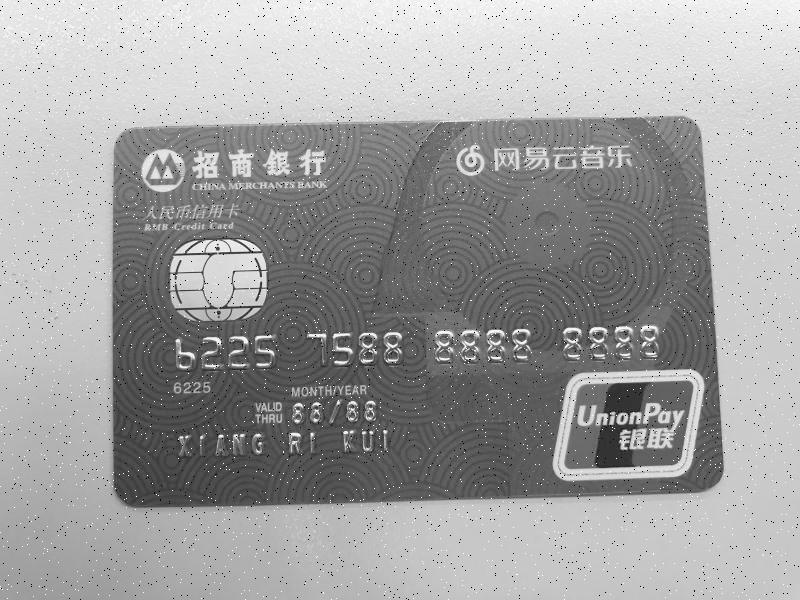 招商银行
CHINA MERCHANTS BANK
网易云音乐
人民币信用卡
RMB Credit Card
6225 7588 8888 8888
6225
MONTH/YEAR
VALID THRU 88/88
XIANG RI KUI
UnionPay
银联